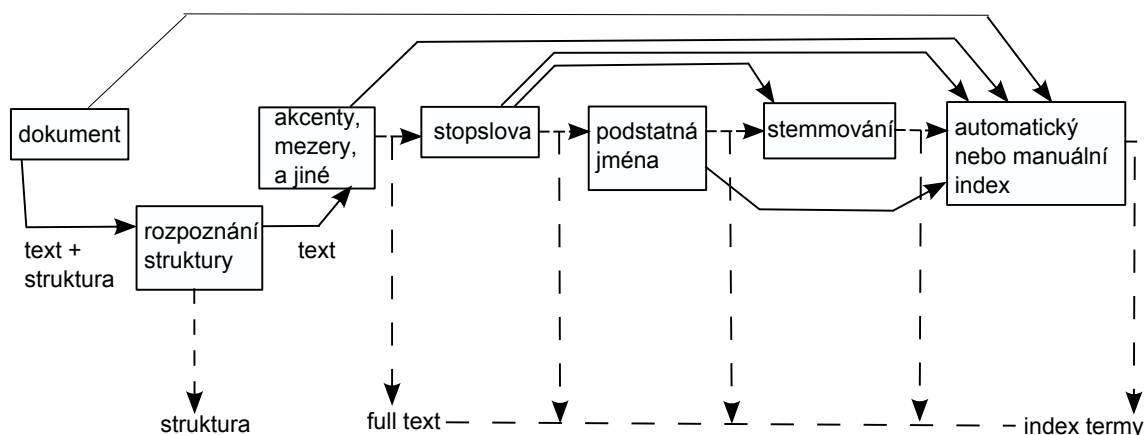 dokument
text +
struktura
rozpoznání
struktury
text
akcenty,
mezery,
a jiné
stopslova
podstatná
jména
stemmování
automatický
nebo manuální
index
struktura
full text
index termy